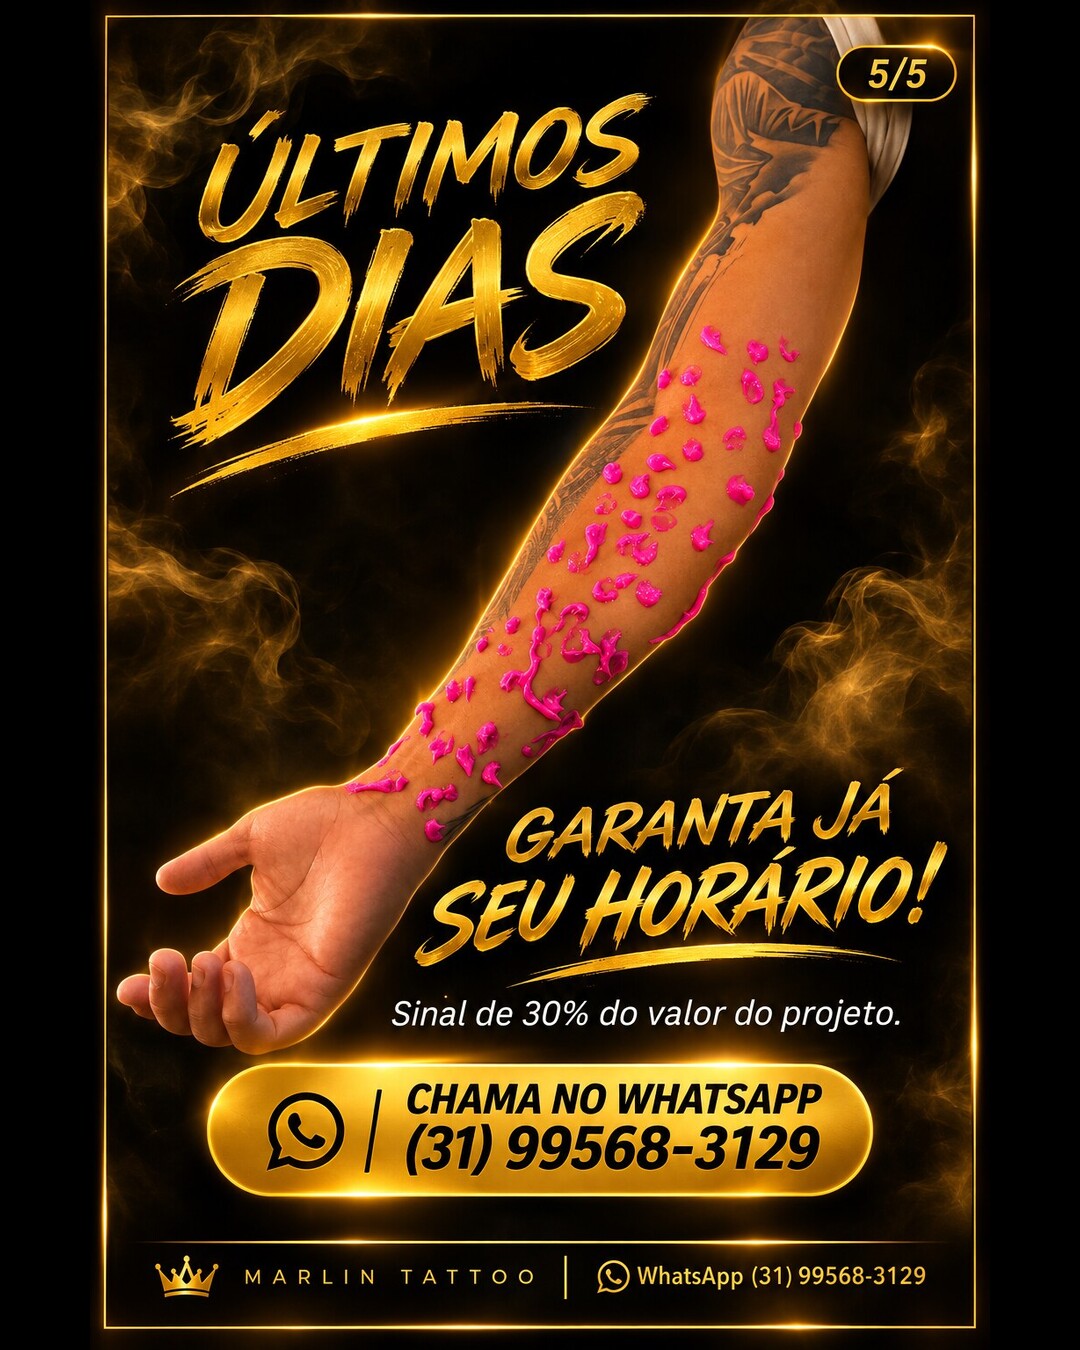 5/5
ÚLTIMOS
DIAS
GARANTA JÁ
SEU HORÁRIO!
Sinal de 30% do valor do projeto.
CHAMA NO WHATSAPP
(31) 99568-3129
MARLIN TATTOO
WhatsApp (31) 99568-3129